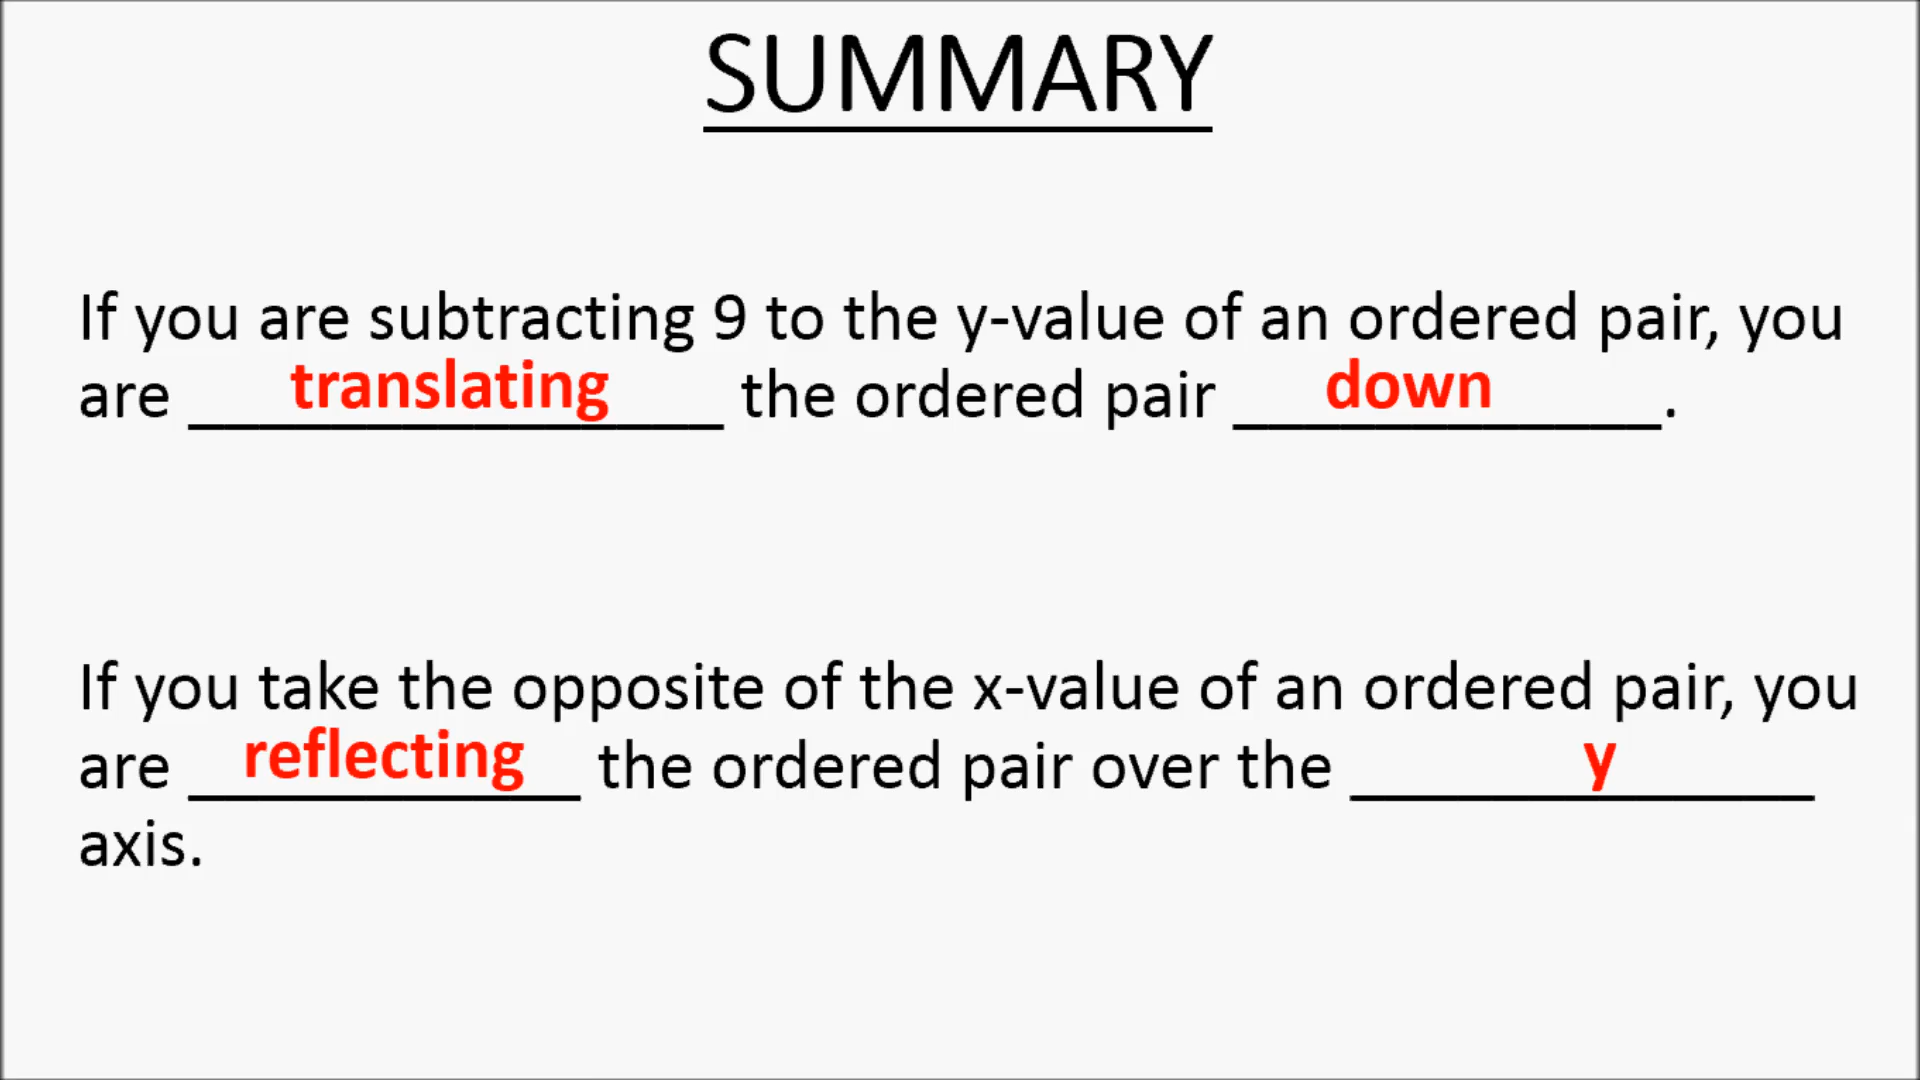 SUMMARY
If you are subtracting 9 to the y-value of an ordered pair, you
are translating the ordered pair down.
If you take the opposite of the x-value of an ordered pair, you
are reflecting the ordered pair over the y
axis.